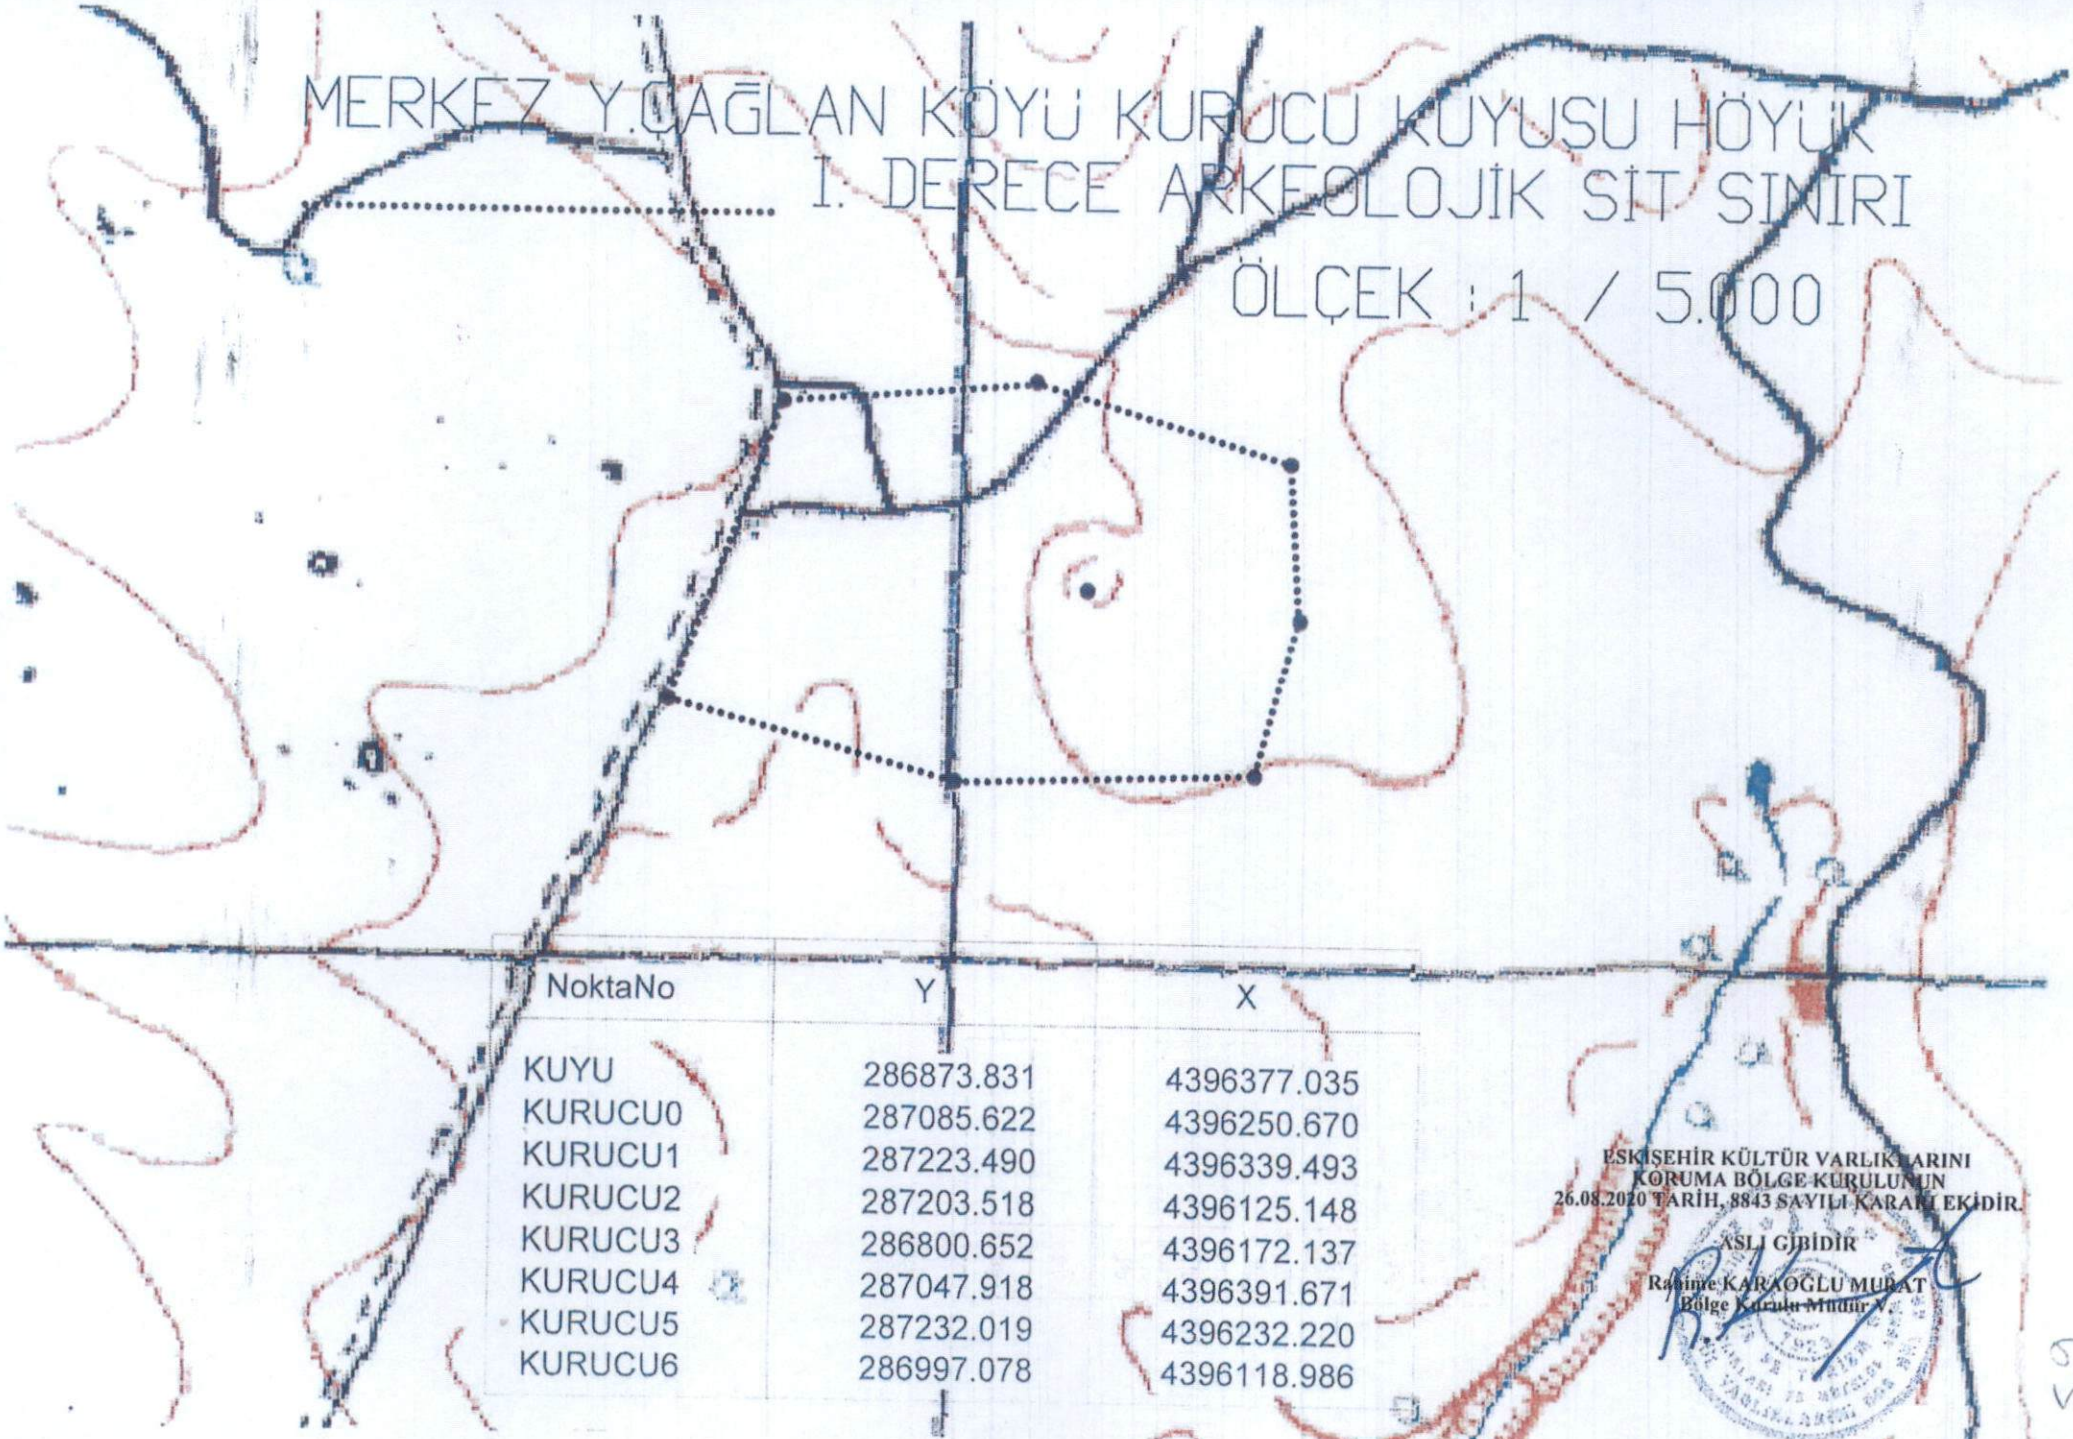 MERKEZ Y.ÇAĞLAN KÖYÜ KURUCU KUYUSU HÖYÜK
I. DERECE ARKEOLOJİK SİT SINIRI
ÖLÇEK : 1 / 5.000
NoktaNo Y X
KUYU 286873.831 4396377.035
KURUCU0 287085.622 4396250.670
KURUCU1 287223.490 4396339.493
KURUCU2 287203.518 4396125.148
KURUCU3 286800.652 4396172.137
KURUCU4 287047.918 4396391.671
KURUCU5 287232.019 4396232.220
KURUCU6 286997.078 4396118.986
ESKİŞEHİR KÜLTÜR VARLIKLARINI
KORUMA BÖLGE KURULUNUN
26.08.2020 TARİH, 8843 SAYILI KARARI EKİDİR.
ASLI GİBİDİR
Rahime KARAOĞLU MURAT
Bölge Kurulu Müdür V.